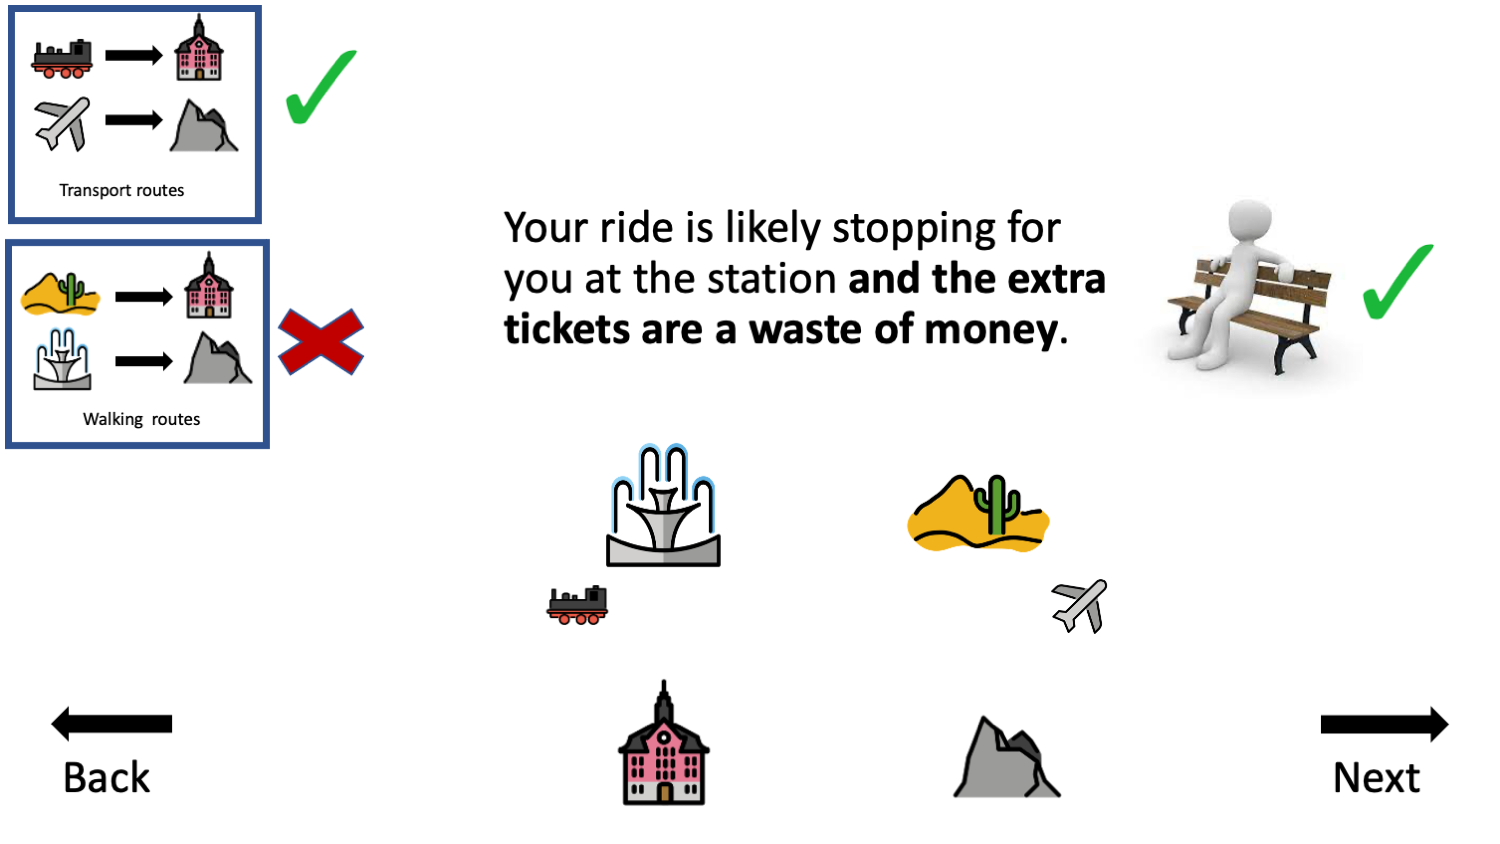 Transport routes
Your ride is likely stopping for
you at the station and the extra
tickets are a waste of money.
Walking routes
Back
Next